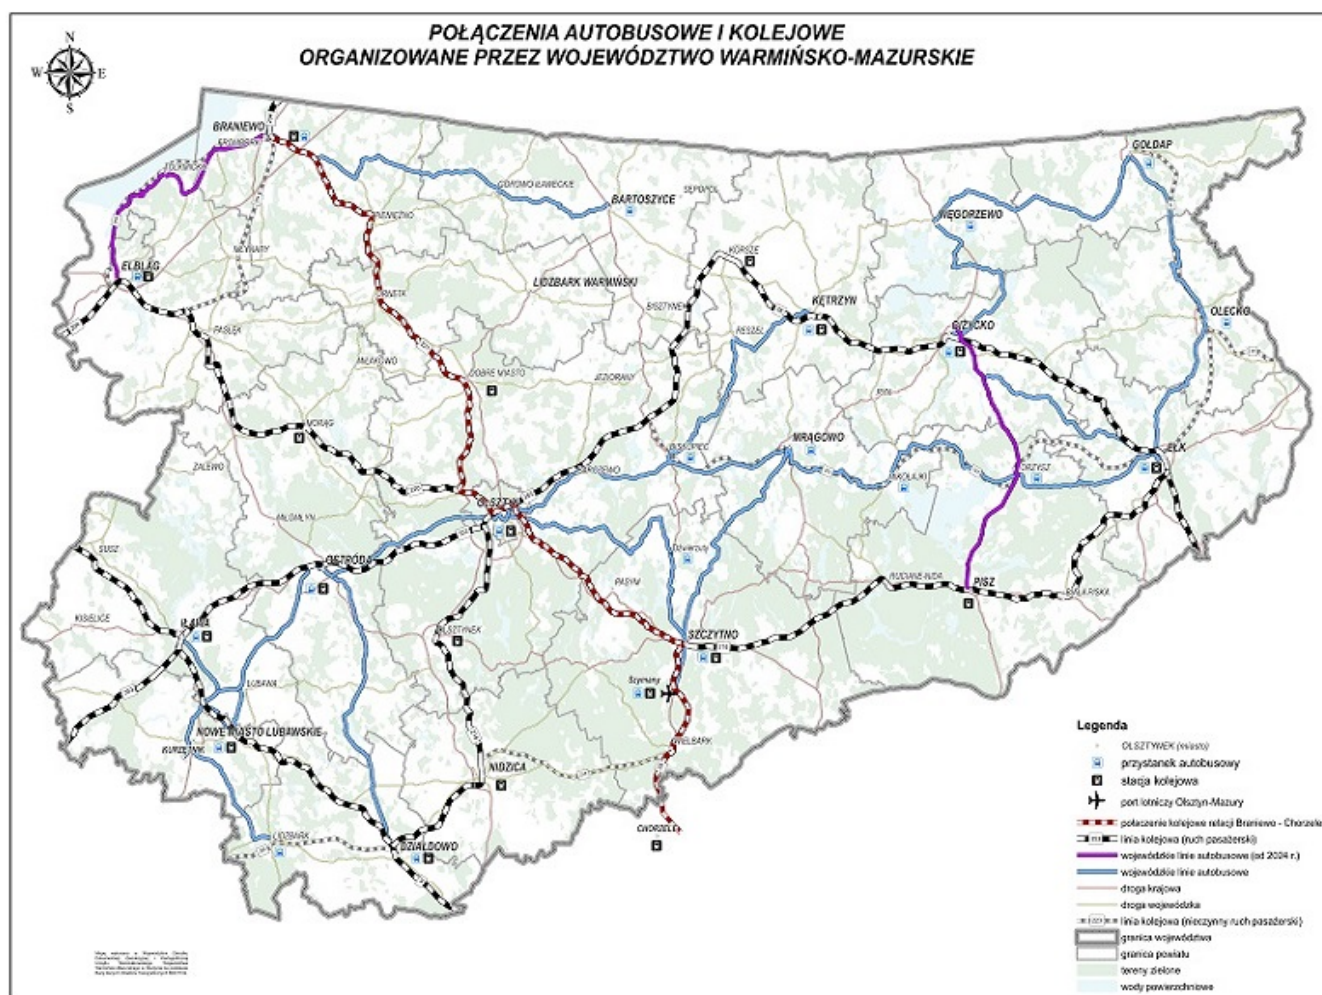 POŁĄCZENIA AUTOBUSOWE I KOLEJOWE
ORGANIZOWANE PRZEZ WOJEWÓDZTWO WARMIŃSKO-MAZURSKIE
N
W E
S
BRANIEWO
GOŁDAP
GÓROWO IŁAWECKIE
SĘPOPOL
BARTOSZYCE
PIENIĘŻNO
WĘGORZEWO
MŁYNARY
KORSZE
ELBLĄG
LIDZBARK WARMIŃSKI
ORNETA
BISZTYNEK
KĘTRZYN
OLECKO
PASŁĘK
RESZEL
GIŻYCKO
MIŁAKOWO
DOBRE MIASTO
JEZIORANY
RYN
MORĄG
MRĄGOWO
BISKUPIEC
EŁK
ZALEWO
BARCZEWO
MIKOŁAJKI
ORZYSZ
OLSZTYN
MIŁOMŁYN
SUSZ
OSTRÓDA
Dźwierzuty
PASYM
RUCIANE-NIDA
PISZ
BIAŁA PISKA
KISIELICE
IŁAWA
OLSZTYNEK
SZCZYTNO
LUBAWA
Szymany
NOWE MIASTO LUBAWSKIE
KURZĘTNIK
WIELBARK
NIDZICA
CHORZELE
LIDZBARK
DZIAŁDOWO
Legenda
OLSZTYNEK (miasto)
przystanek autobusowy
stacja kolejowa
port lotniczy Olsztyn-Mazury
połączenie kolejowe relacji Braniewo - Chorzele
linia kolejowa (ruch pasażerski)
wojewódzkie linie autobusowe (od 2024 r.)
wojewódzkie linie autobusowe
droga krajowa
droga wojewódzka
linia kolejowa (nieczynny ruch pasażerski)
granica województwa
granica powiatu
tereny zielone
wody powierzchniowe